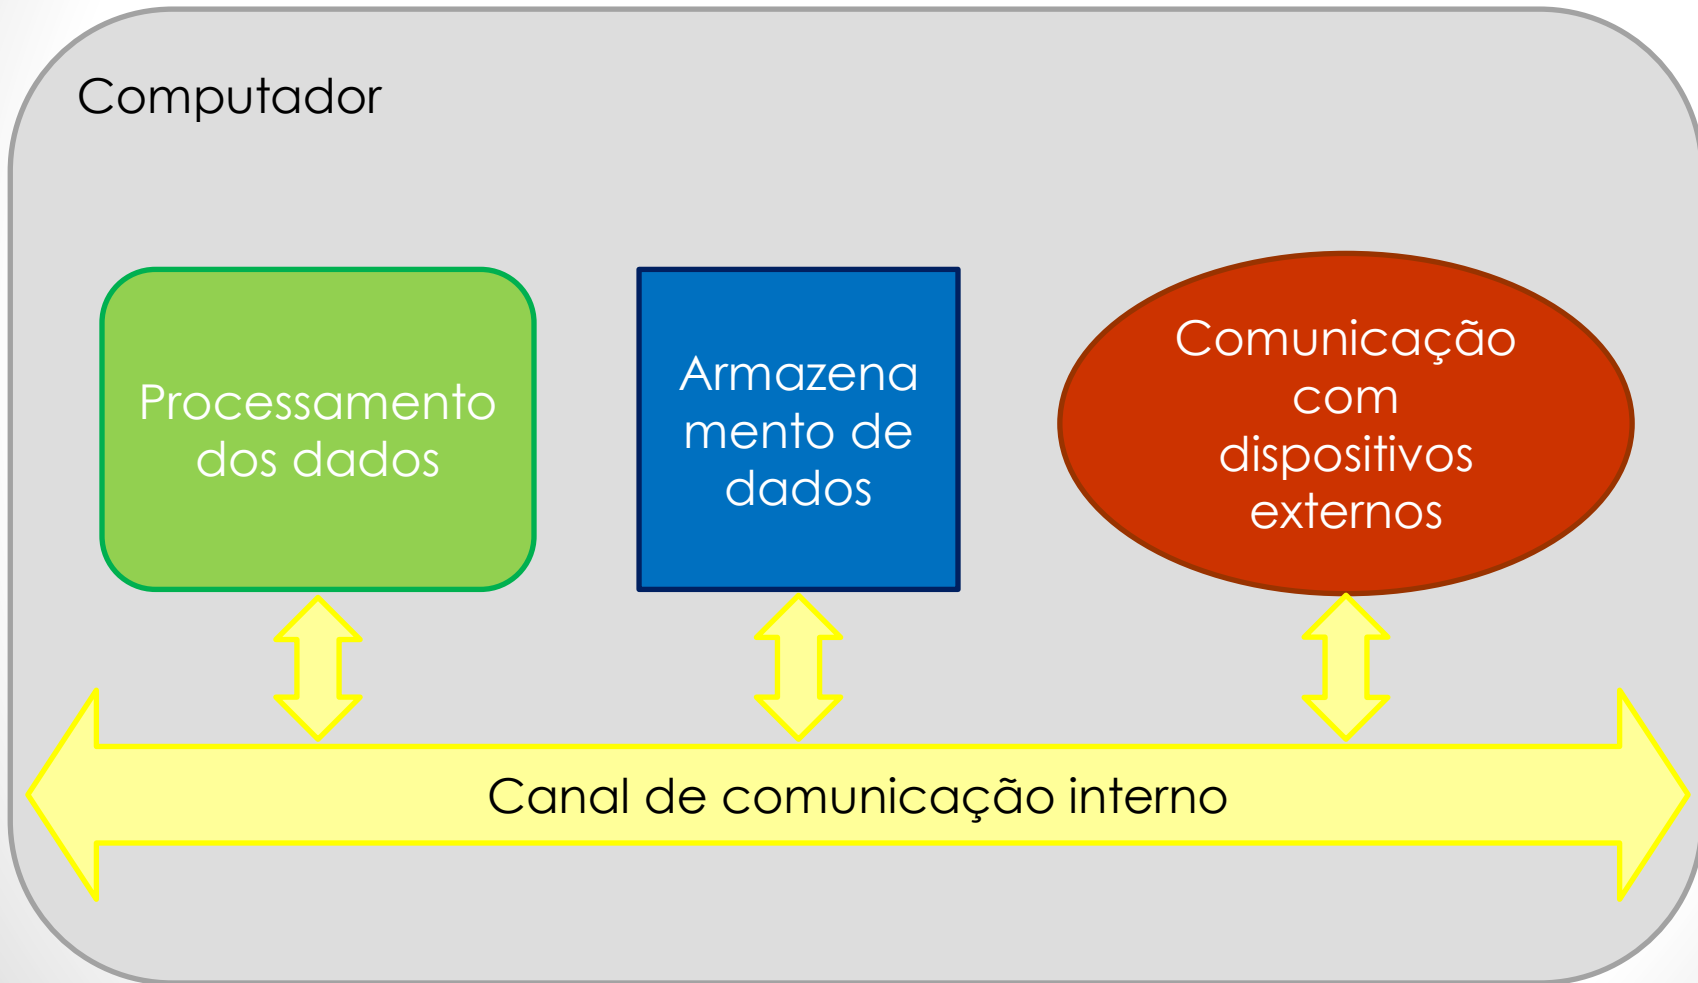 Computador
Processamento
dos dados
Armazena
mento de
dados
Comunicação
com
dispositivos
externos
Canal de comunicação interno